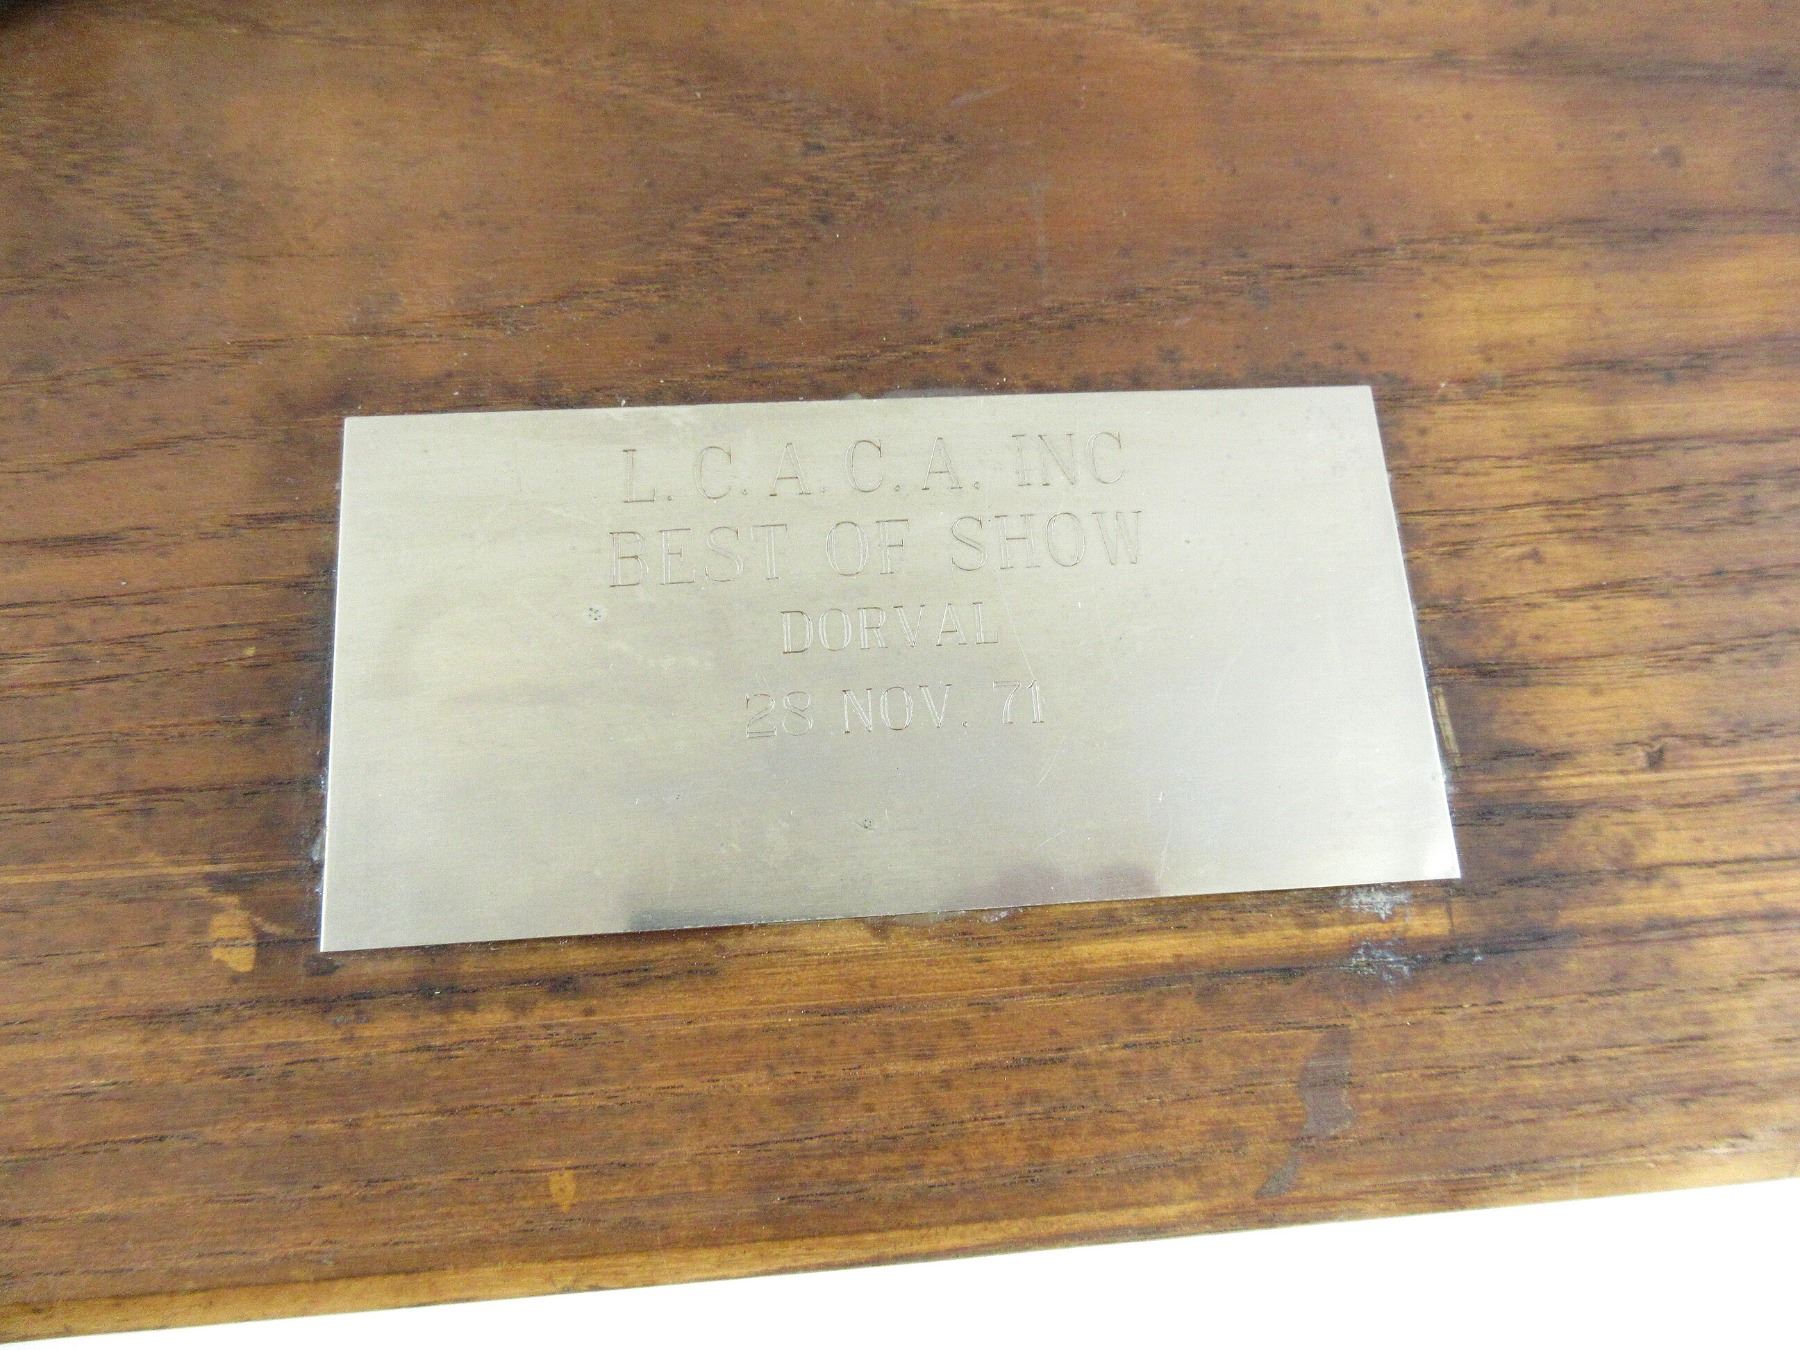 L.C.A.C.A. INC
BEST OF SHOW
DORVAL
28 NOV. 71